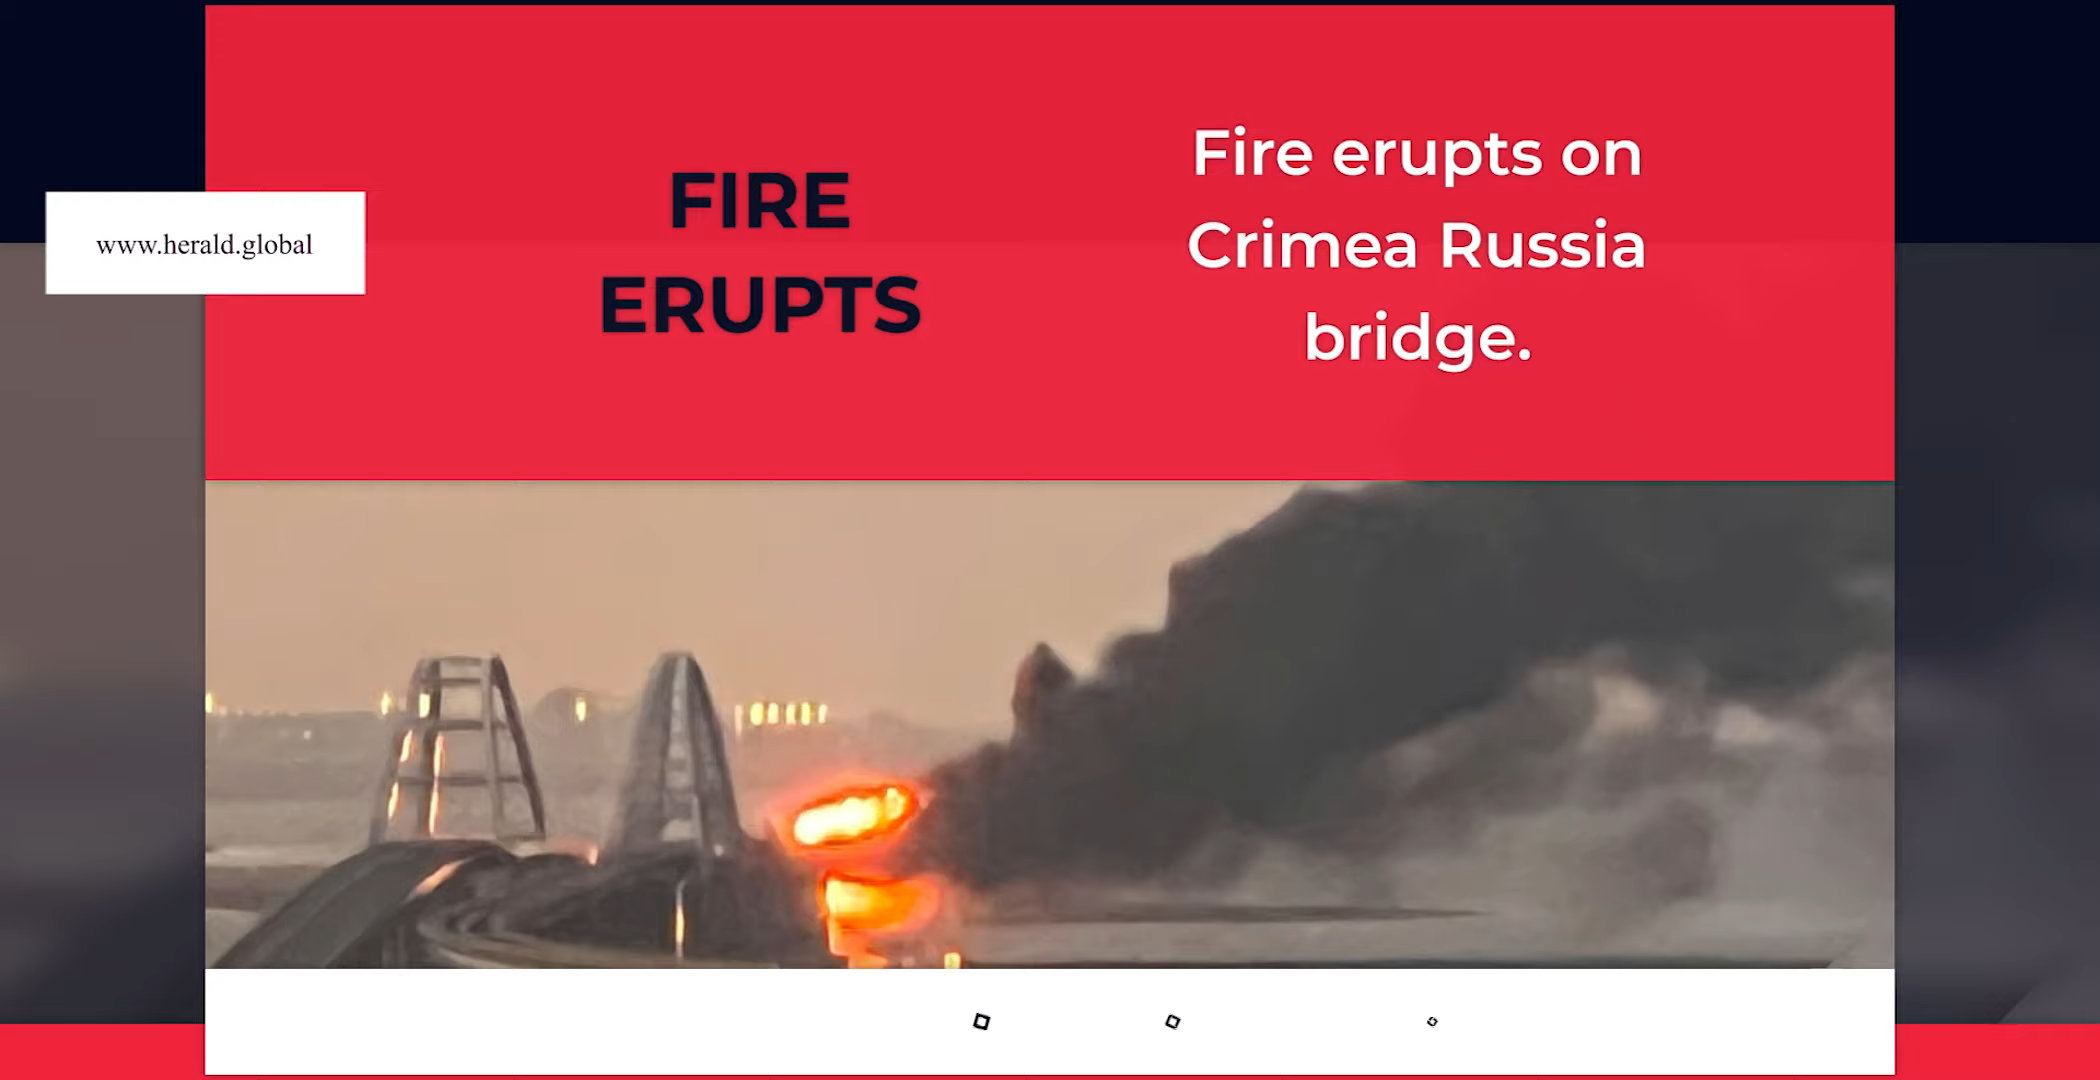 www.herald.global
FIRE
ERUPTS
Fire erupts on
Crimea Russia
bridge.